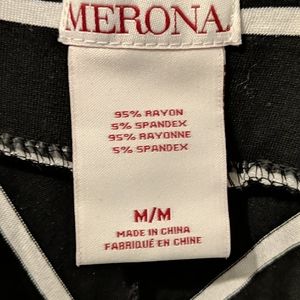 MERONA
95% RAYON
5% SPANDEX
95% RAYONNE
5% SPANDEX
M/M
MADE IN CHINA
FABRIQUÉ EN CHINE